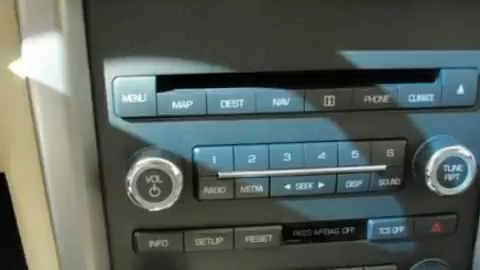 MENU MAP DEST NAV i PHONE CLIMATE
1 2 3 4 5 6
VOL
RADIO MEDIA SEEK DISP SOUND
TUNE
RPT
INFO SETUP RESET PASS AIRBAG OFF TCS OFF